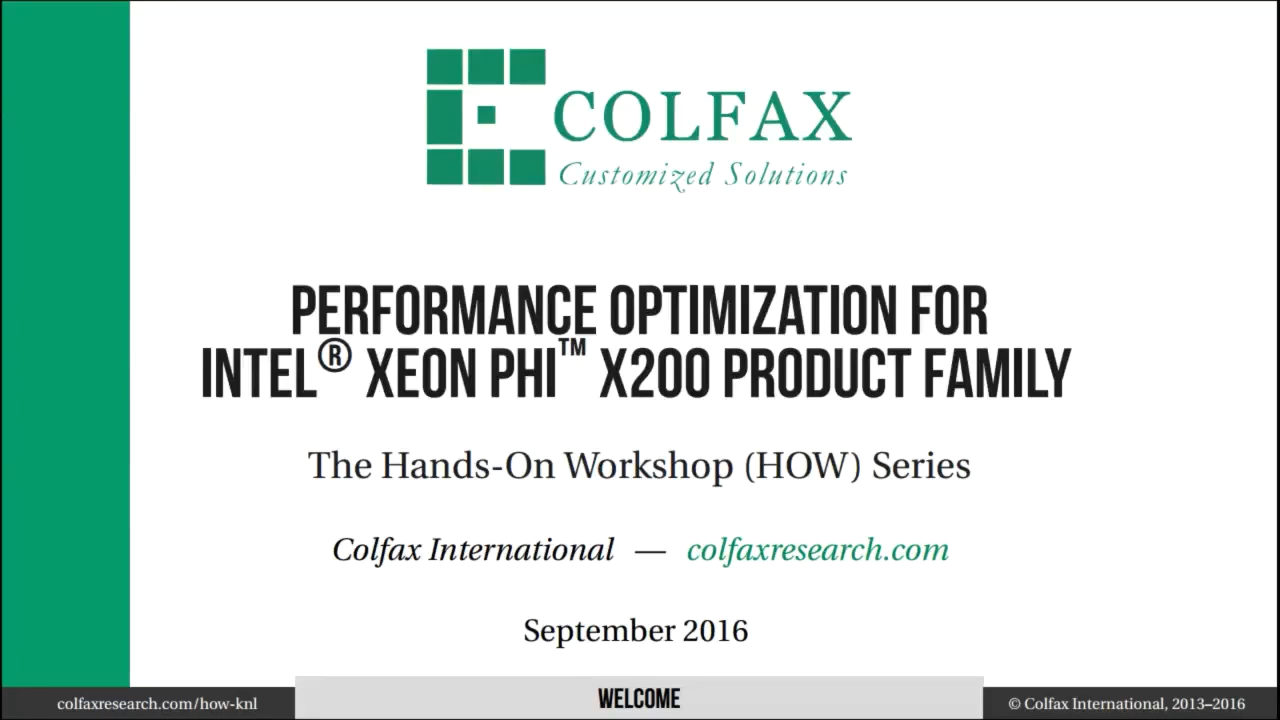 COLFAX
Customized Solutions
PERFORMANCE OPTIMIZATION FOR
INTEL® XEON PHI™ X200 PRODUCT FAMILY
The Hands-On Workshop (HOW) Series
Colfax International — colfaxresearch.com
September 2016
colfaxresearch.com/how-knl
WELCOME
© Colfax International, 2013–2016